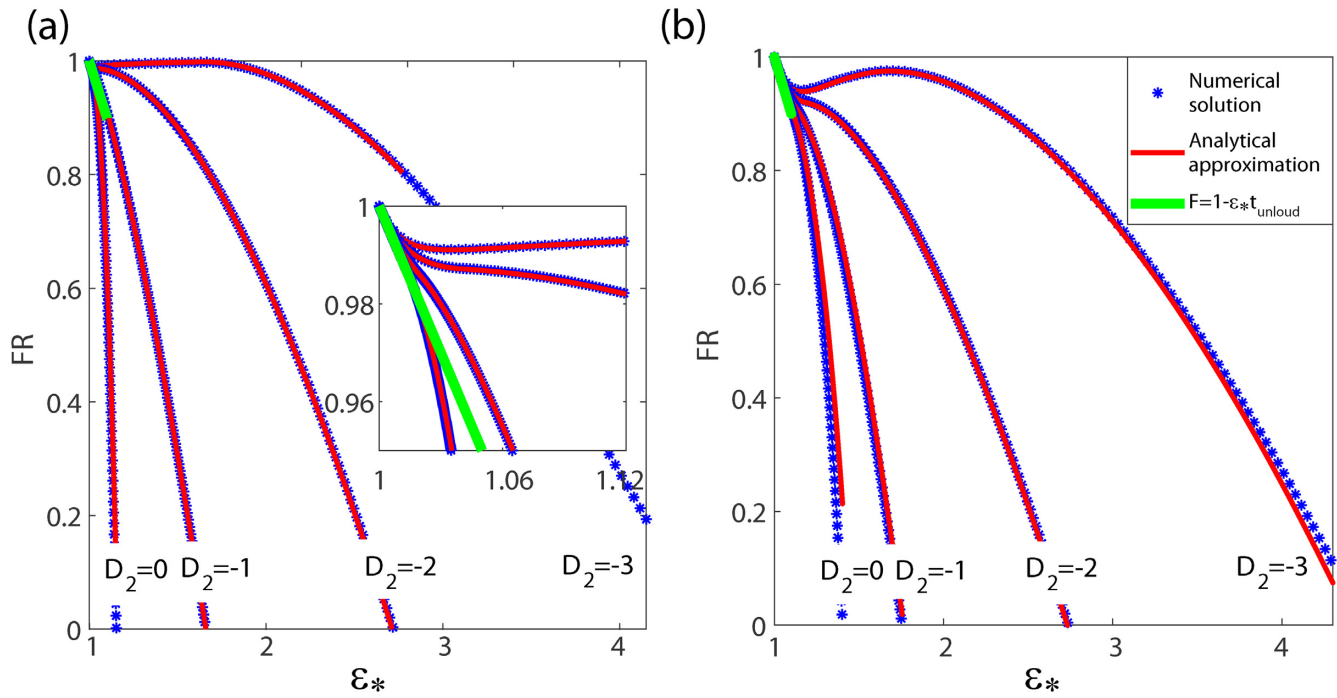 (a)
1
0.8
0.6
0.4
0.2
0
FR
1
0.98
0.96
1
1.06
1.12
D2=0
D2=-1
D2=-2
D2=-3
1
2
3
4
ε*
(b)
1
0.8
0.6
0.4
0.2
0
FR
Numerical
solution
Analytical
approximation
F=1-ε*tunloud
D2=0
D2=-1
D2=-2
D2=-3
1
2
3
4
ε*